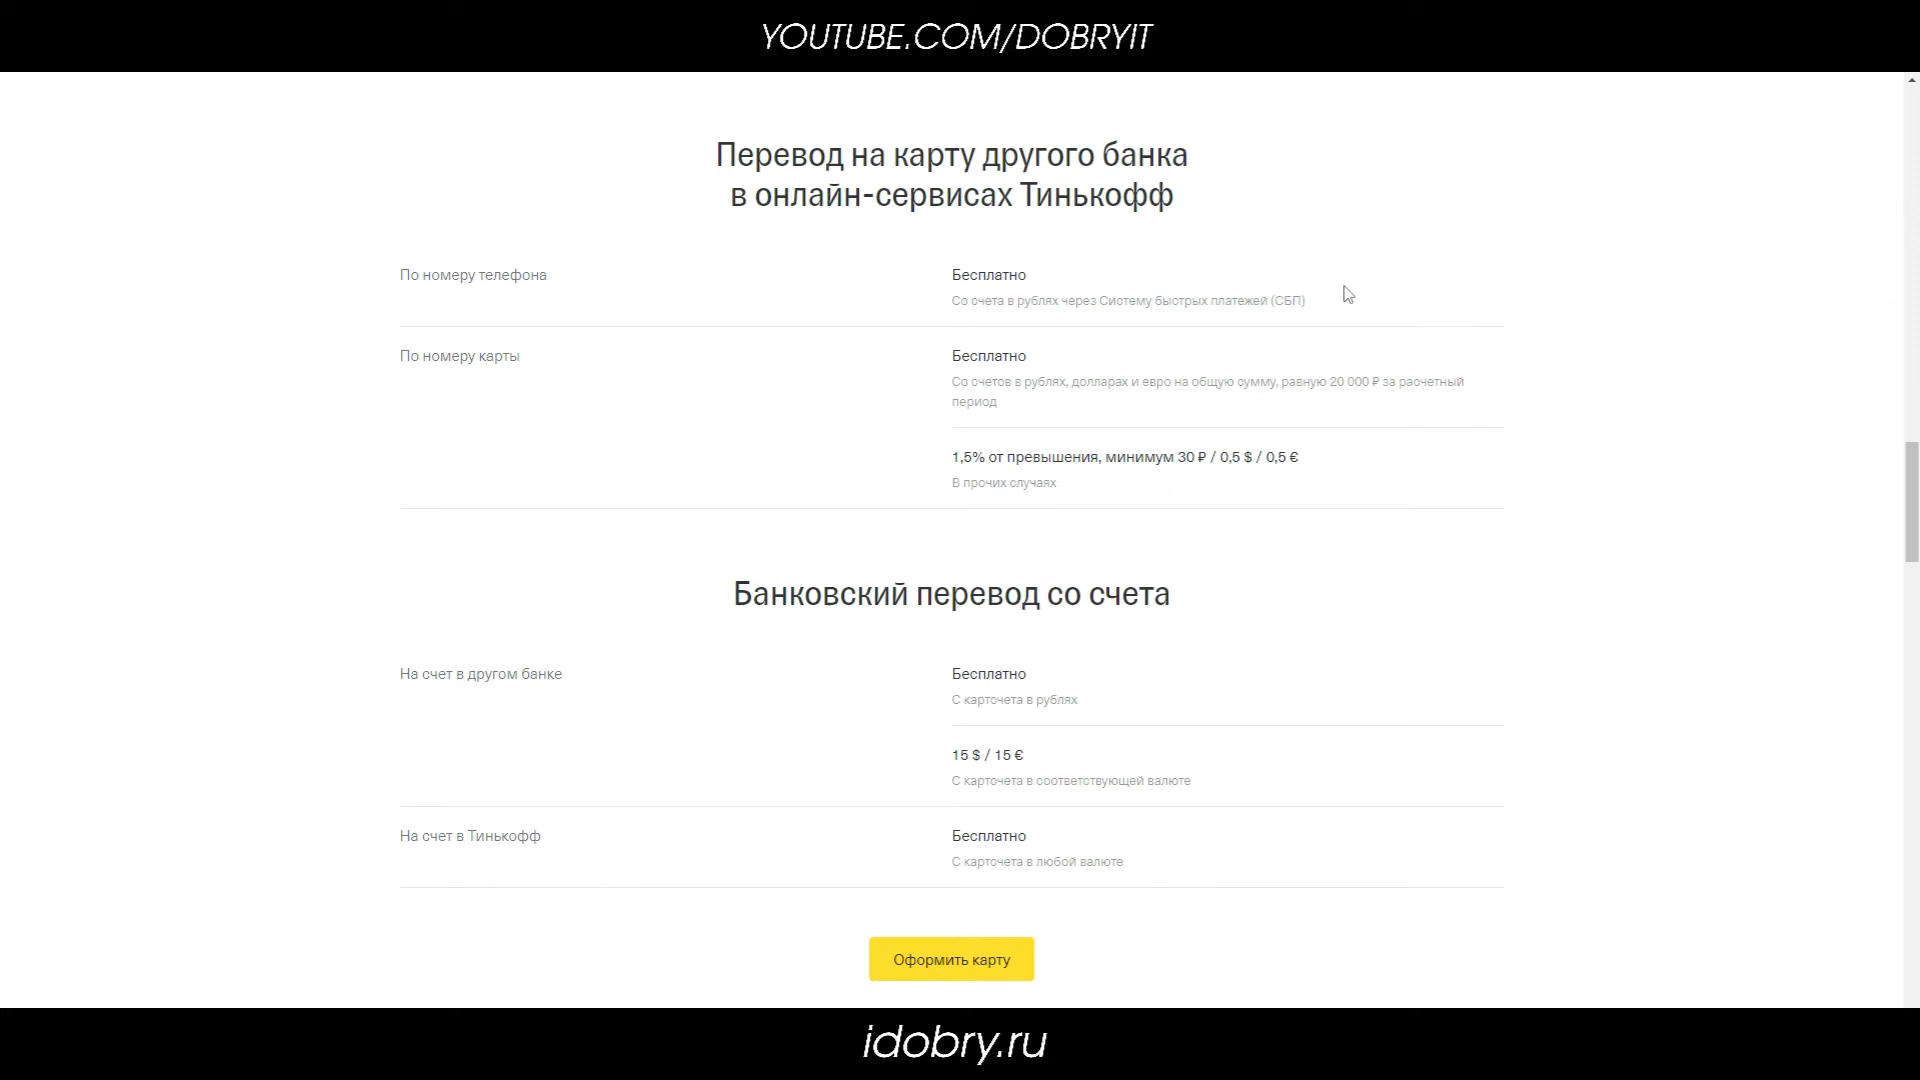 YOUTUBE.COM/DOBRYIT
Перевод на карту другого банка
в онлайн-сервисах Тинькофф
По номеру телефона
Бесплатно
Со счета в рублях через Систему быстрых платежей (СБП)
По номеру карты
Бесплатно
Со счетов в рублях, долларах и евро на общую сумму, равную 20 000 ₽ за расчетный
период
1,5% от превышения, минимум 30 ₽ / 0,5 $ / 0,5 €
В прочих случаях
Банковский перевод со счета
На счет в другом банке
Бесплатно
С карточета в рублях
15 $ / 15 €
С карточета в соответствующей валюте
На счет в Тинькофф
Бесплатно
С карточета в любой валюте
Оформить карту
idobry.ru